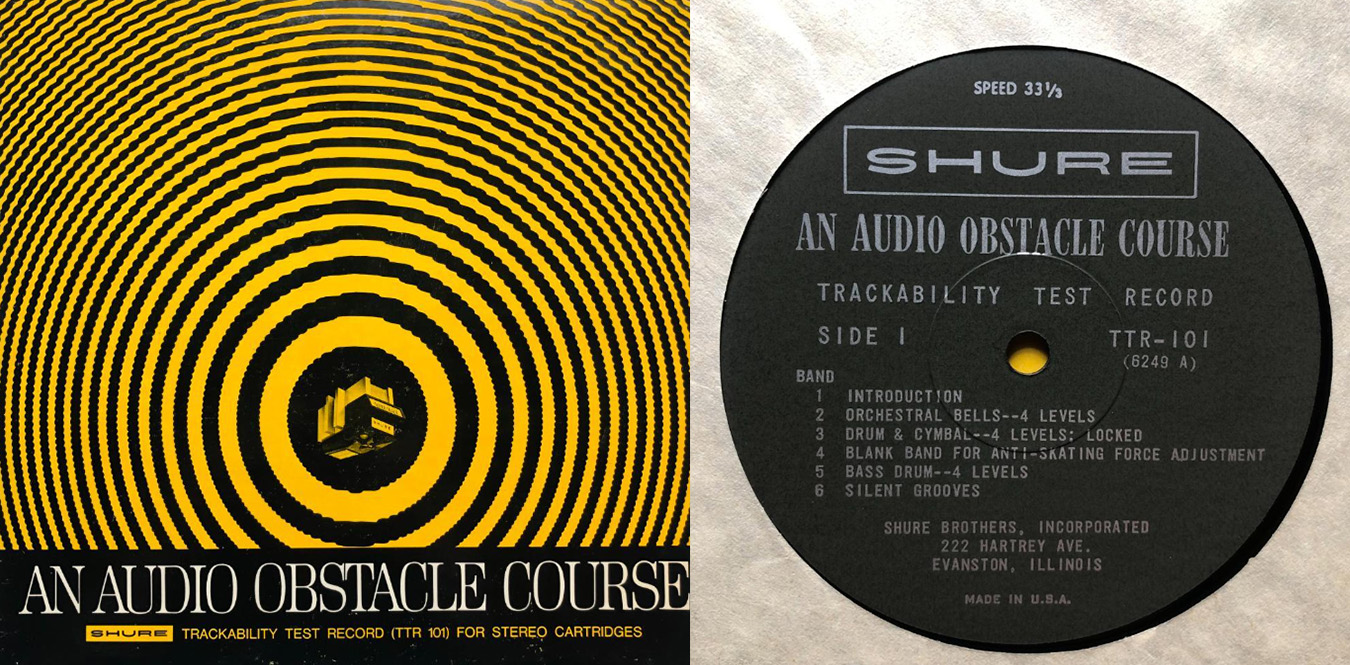 AN AUDIO OBSTACLE COURSE
SHURE TRACKABILITY TEST RECORD (TTR 101) FOR STEREO CARTRIDGES
SPEED 33⅓
SHURE
AN AUDIO OBSTACLE COURSE
TRACKABILITY TEST RECORD
SIDE 1 TTR-101
(6249 A)
BAND
1 INTRODUCTION
2 ORCHESTRAL BELLS--4 LEVELS
3 DRUM & CYMBAL--4 LEVELS; LOCKED
4 BLANK BAND FOR ANTI-SKATING FORCE ADJUSTMENT
5 BASS DRUM--4 LEVELS
6 SILENT GROOVES
SHURE BROTHERS, INCORPORATED
222 HARTREY AVE.
EVANSTON, ILLINOIS
MADE IN U.S.A.